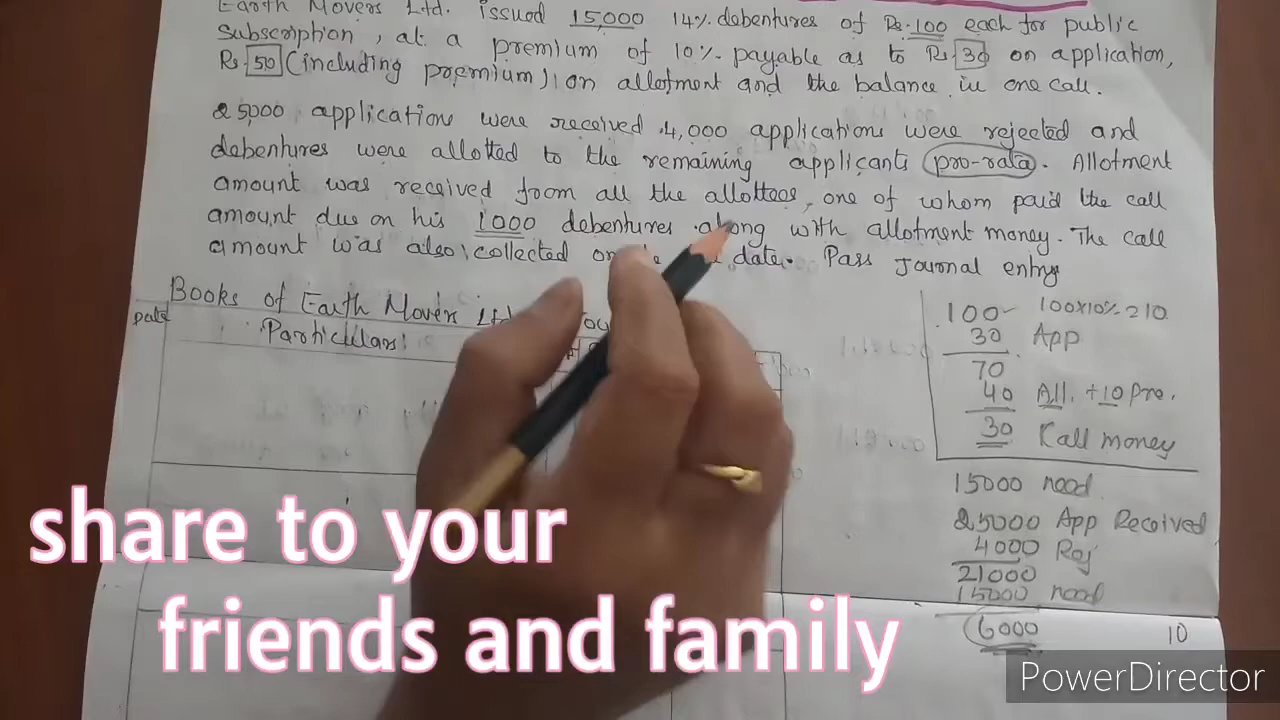 Earth Movers Ltd. issued 15,000 14% debentures of Rs.100 each for public
Subscription, at a premium of 10% payable as to Rs 30 on application,
Rs 50 (including premium) on allotment and the balance in one call.
25000 applications were received 4,000 applications were rejected and
debentures were allotted to the remaining applicants (pro-rata). Allotment
amount was received from all the allottees, one of whom paid the call
amount due on his 1000 debentures along with allotment money. The call
amount was also collected on date. Pass Journal entry
Books of Earth Movers Ltd
Date Particulars
100 100x10%=10
30 App
70
40 All. +10 pre.
30 Call money
15000 need
25000 App Received
4000 Rej
21000
15000 need
6000 10
share to your
friends and family
PowerDirector